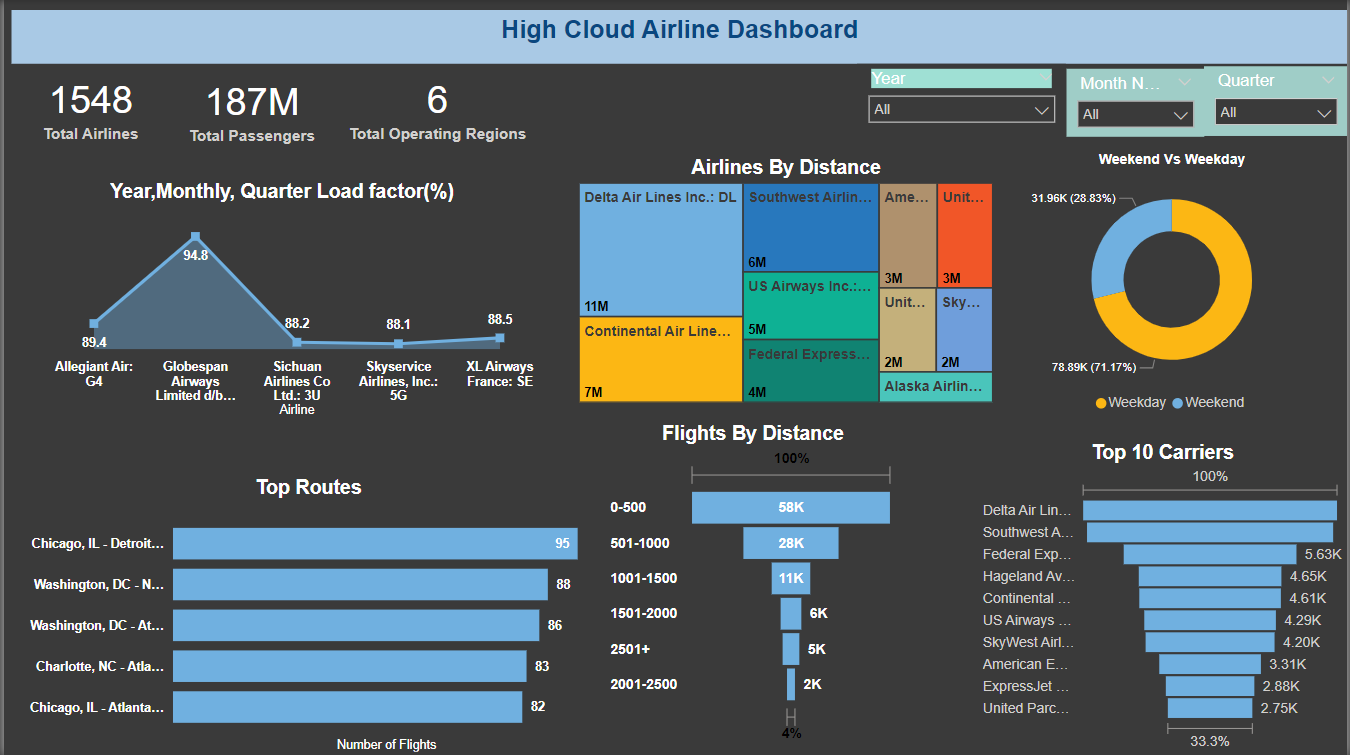 High Cloud Airline Dashboard
1548
Total Airlines
187M
Total Passengers
6
Total Operating Regions
Year
All
Month N...
All
Quarter
All
Year,Monthly, Quarter Load factor(%)
89.4
94.8
88.2
88.1
88.5
Allegiant Air:
G4
Globespan
Airways
Limited d/b...
Sichuan
Airlines Co
Ltd.: 3U
Skyservice
Airlines, Inc.:
5G
XL Airways
France: SE
Airline
Airlines By Distance
Delta Air Lines Inc.: DL
11M
Continental Air Line...
7M
Southwest Airlin...
6M
US Airways Inc.:...
5M
Federal Express...
4M
Ame...
3M
Unit...
3M
Unit...
2M
Sky...
2M
Alaska Airlin...
Weekend Vs Weekday
31.96K (28.83%)
78.89K (71.17%)
Weekday
Weekend
Top Routes
Chicago, IL - Detroit...
95
Washington, DC - N...
88
Washington, DC - At...
86
Charlotte, NC - Atla...
83
Chicago, IL - Atlanta...
82
Number of Flights
Flights By Distance
100%
0-500
58K
501-1000
28K
1001-1500
11K
1501-2000
6K
2501+
5K
2001-2500
2K
4%
Top 10 Carriers
100%
Delta Air Lin...
Southwest A...
Federal Exp...
5.63K
Hageland Av...
4.65K
Continental ...
4.61K
US Airways ...
4.29K
SkyWest Airl...
4.20K
American E...
3.31K
ExpressJet ...
2.88K
United Parc...
2.75K
33.3%